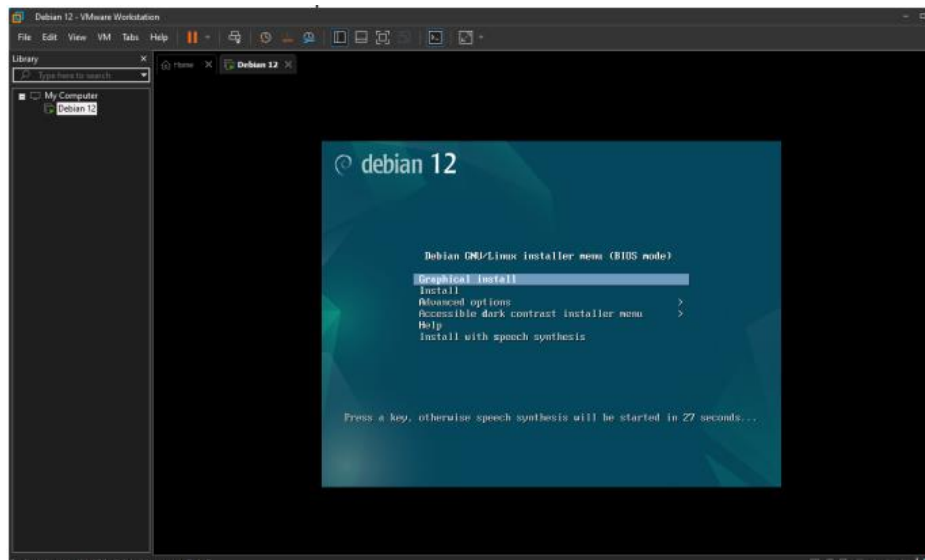 Debian 12 - VMware Workstation
File Edit View VM Tabs Help
Library
Type here to search
Home
Debian 12
My Computer
Debian 12
debian 12
Debian GNU/Linux installer menu (BIOS mode)
Graphical install
Install
Advanced options >
Accessible dark contrast installer menu >
Help
Install with speech synthesis
Press a key, otherwise speech synthesis will be started in 27 seconds...